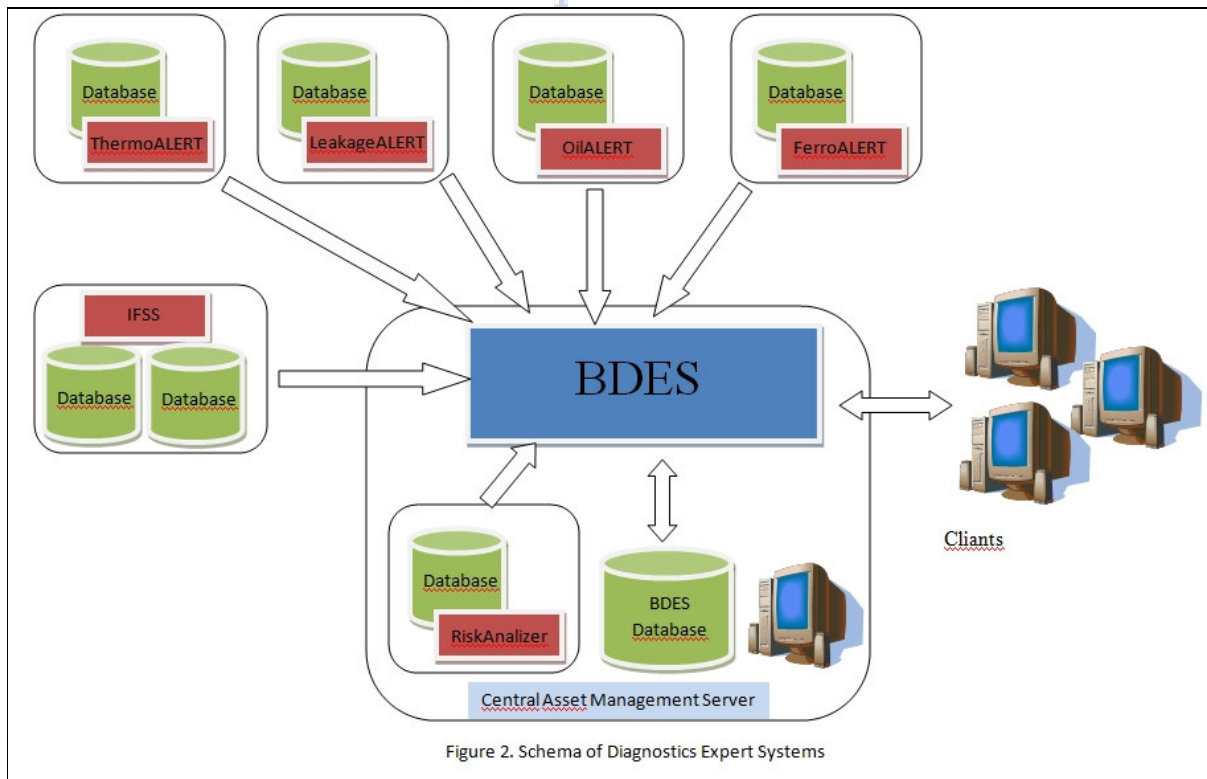 Database
ThermoALERT
Database
LeakageALERT
Database
OilALERT
Database
FerroALERT
IFSS
Database
Database
BDES
Cliants
Database
RiskAnalizer
BDES
Database
Central Asset Management Server
Figure 2. Schema of Diagnostics Expert Systems